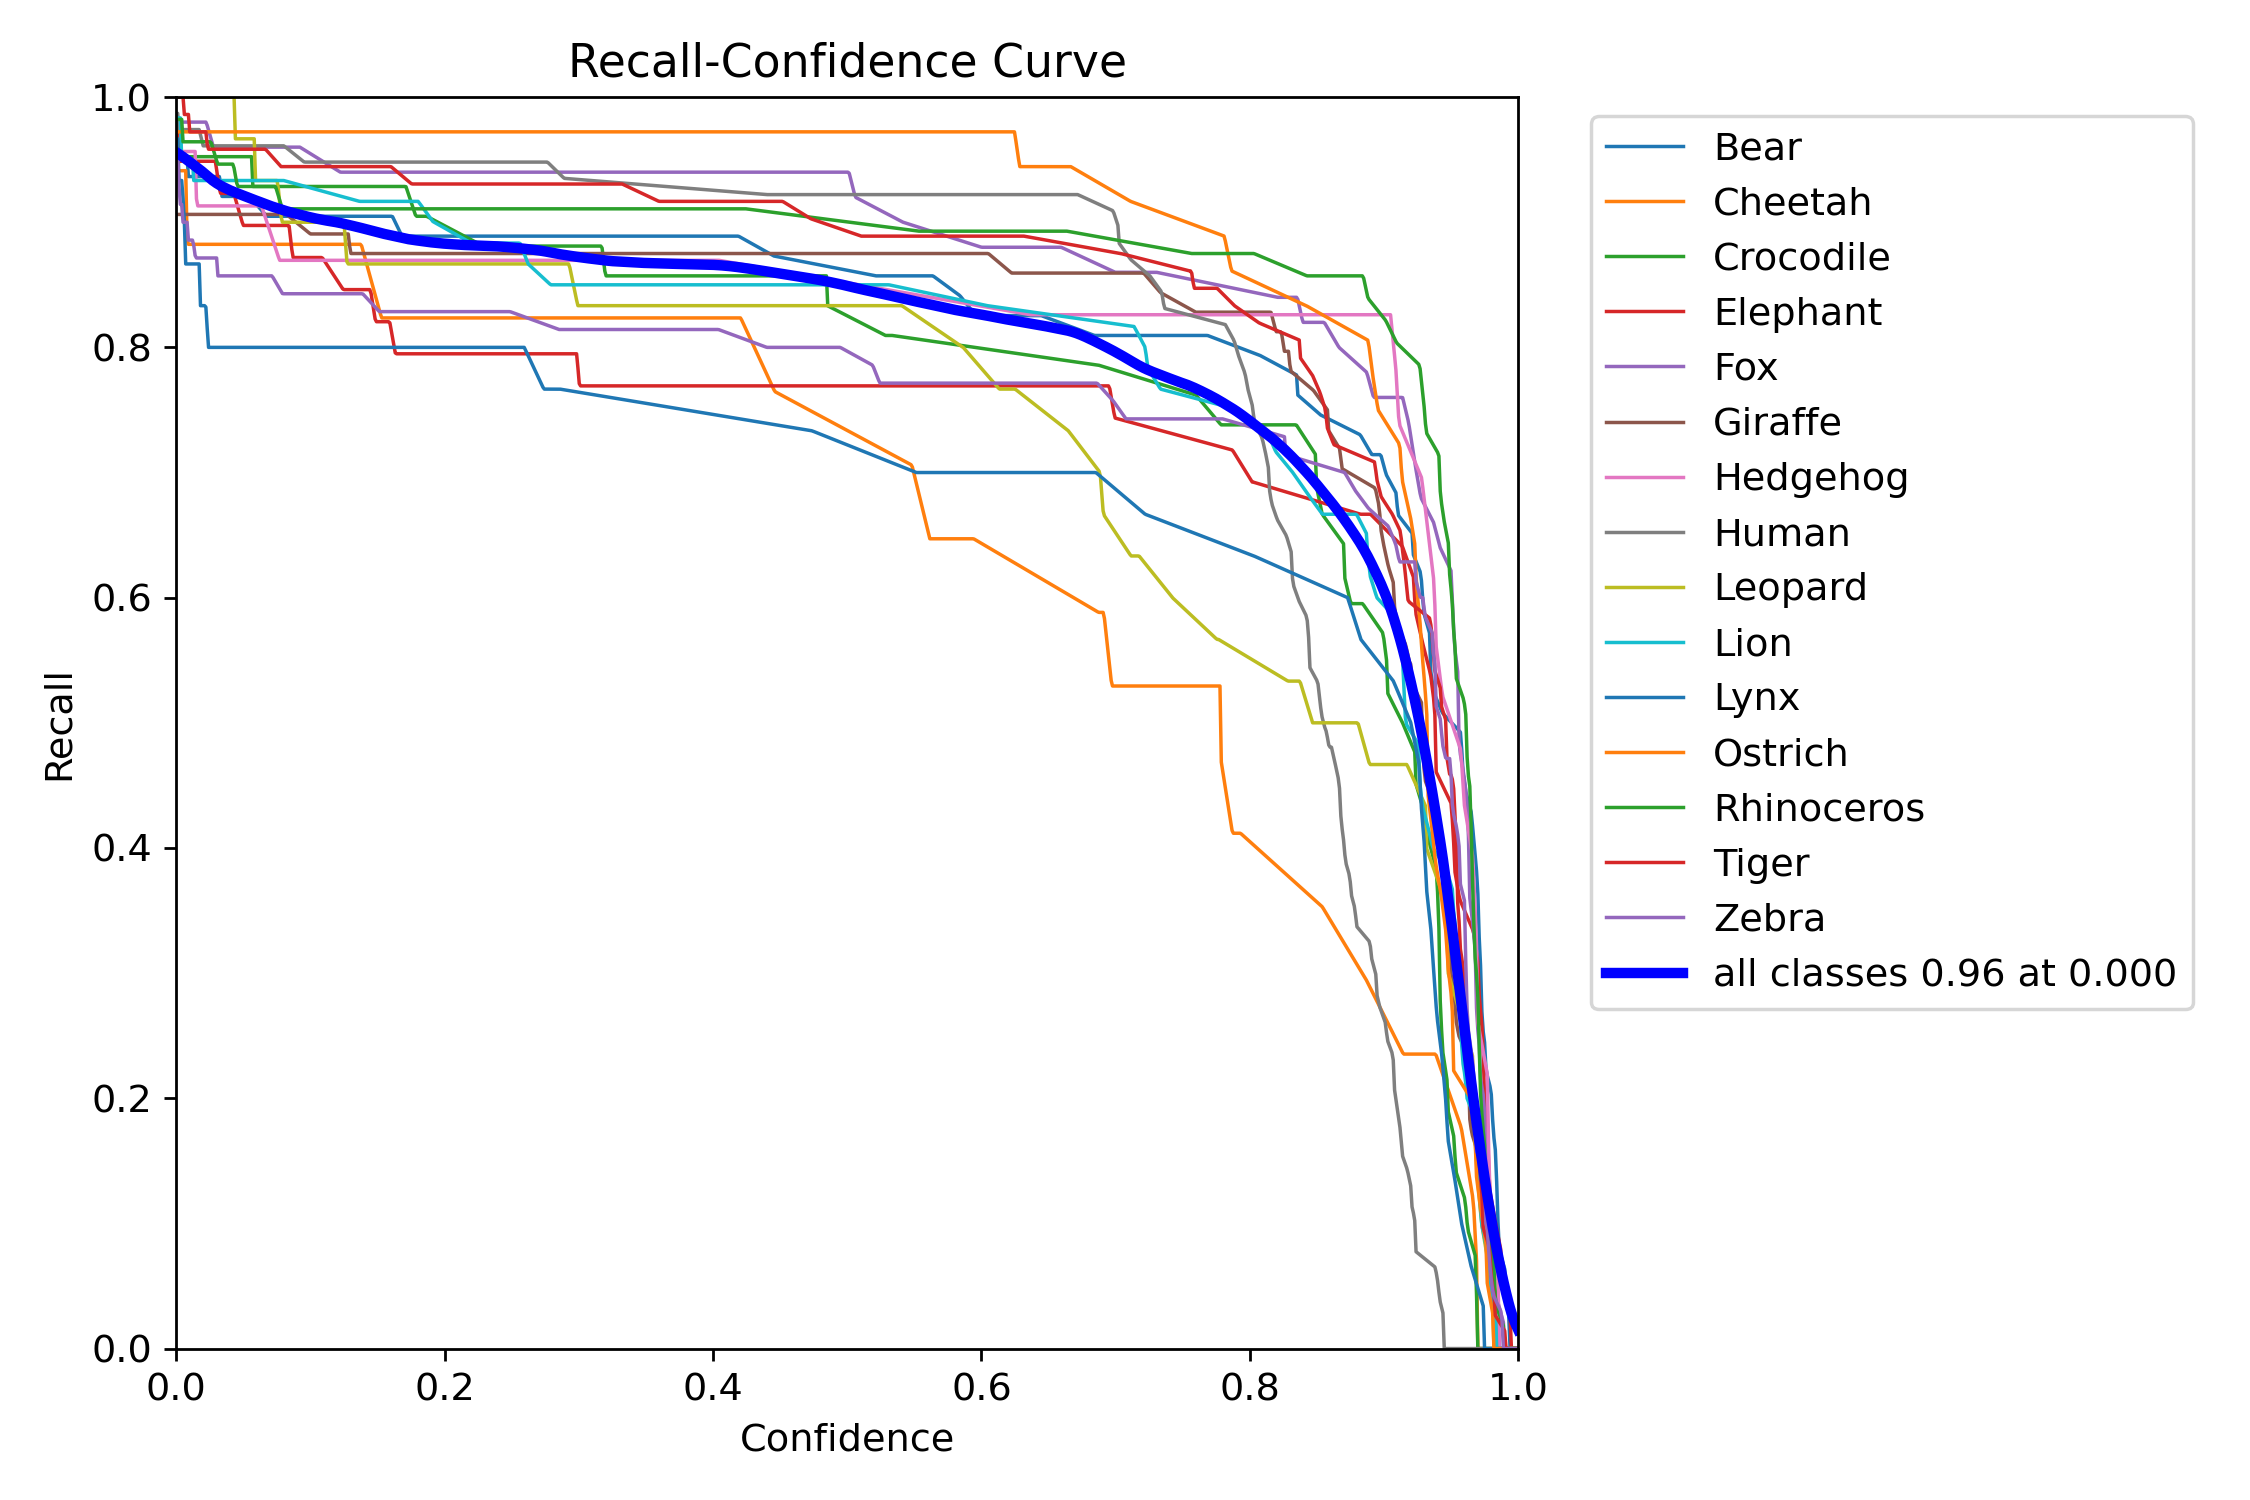 Recall-Confidence Curve
1.0
0.8
0.6
0.4
0.2
0.0
Recall
0.0 0.2 0.4 0.6 0.8 1.0
Confidence
Bear
Cheetah
Crocodile
Elephant
Fox
Giraffe
Hedgehog
Human
Leopard
Lion
Lynx
Ostrich
Rhinoceros
Tiger
Zebra
all classes 0.96 at 0.000